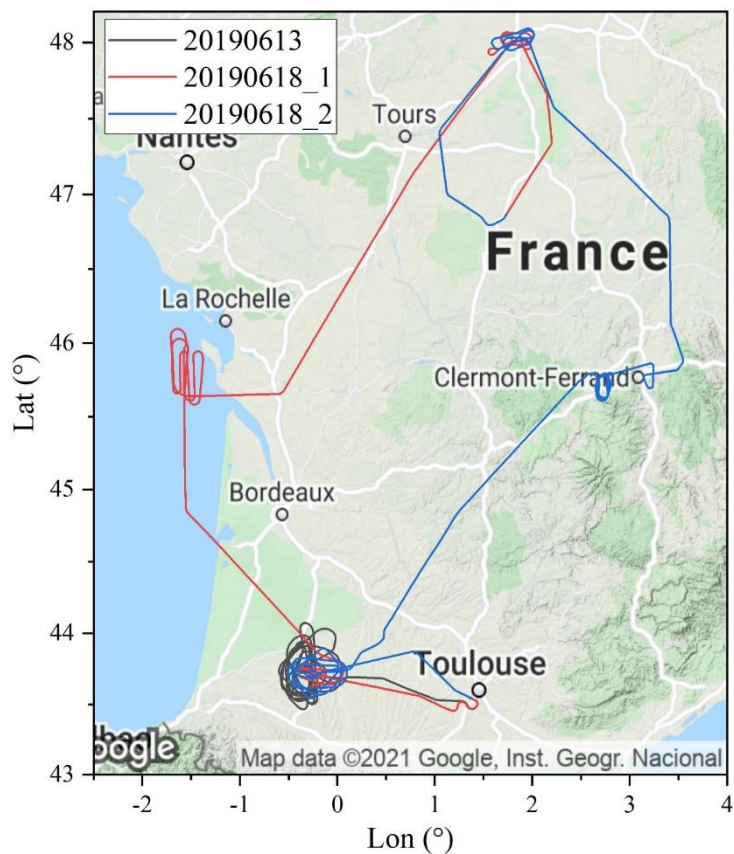 48
47
46
45
44
43
Lat (°)
20190613
20190618_1
20190618_2
Nantes
Tours
France
La Rochelle
Clermont-Ferrand
Bordeaux
Toulouse
Map data ©2021 Google, Inst. Geogr. Nacional
-2 -1 0 1 2 3 4
Lon (°)